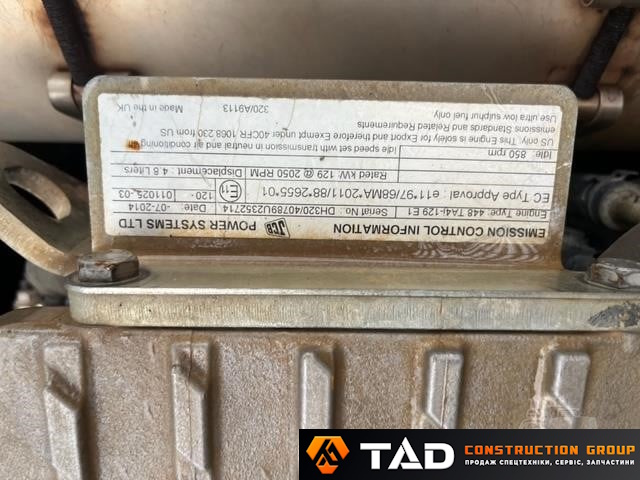 EMISSION CONTROL INFORMATION
JCB
POWER SYSTEMS LTD
Engine Type 448 TA4i-129 E1 Serial No: DH320/40789U2352714 Date: -07-2014
EC Type Approval : e11*97/68MA*2011/88*2655*01 E11 120 - 011025 -03
Rated kW 129 @ 2050 RPM Displacement 4.8 Liters
Idle: 850 rpm Idle speed set with transmission in neutral and air conditioning
US only: This Engine is solely for Export and therefore Exempt under 40CFR 1068.230 from US
emissions Standards and Related Requirements
Use ultra low sulphur fuel only
320/A9113 Made in the UK
TAD CONSTRUCTION GROUP
ПРОДАЖ СПЕЦТЕХНІКИ, СЕРВІС, ЗАПЧАСТИНИ